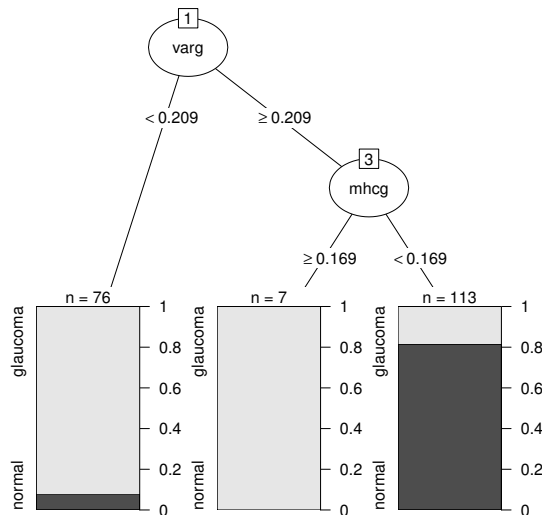 1
varg
< 0.209
≥ 0.209
3
mhcg
≥ 0.169
< 0.169
n = 76
glaucoma
normal
1
0.8
0.6
0.4
0.2
0
n = 7
glaucoma
normal
1
0.8
0.6
0.4
0.2
0
n = 113
glaucoma
normal
1
0.8
0.6
0.4
0.2
0